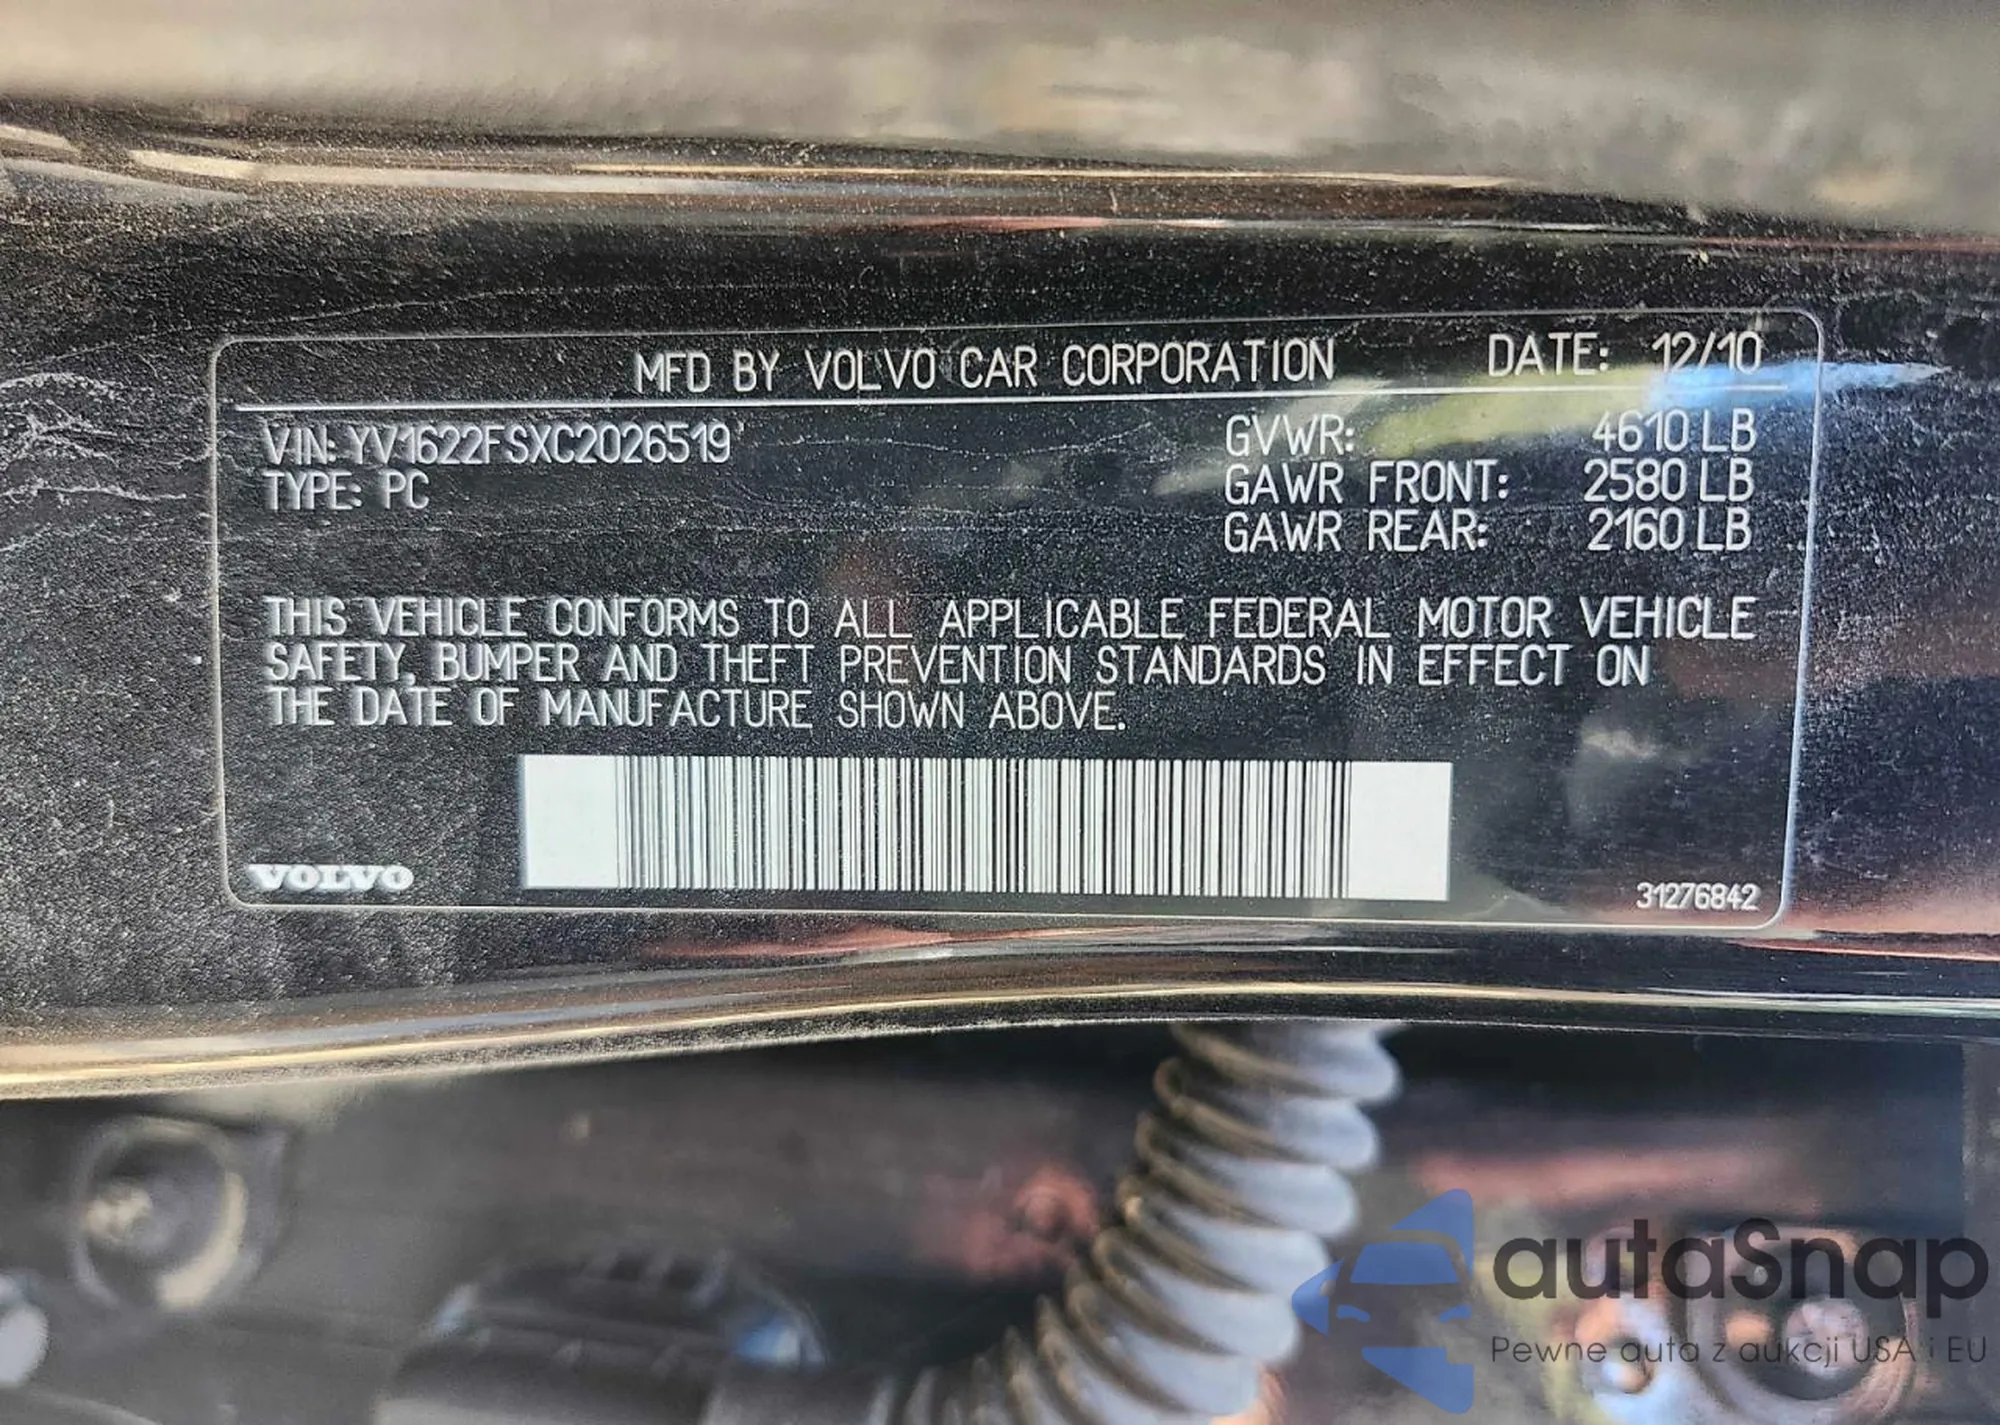 MFD BY VOLVO CAR CORPORATION DATE: 12/10
VIN: YV1622FSXC2026519 GVWR: 4610 LB
TYPE: PC GAWR FRONT: 2580 LB
GAWR REAR: 2160 LB
THIS VEHICLE CONFORMS TO ALL APPLICABLE FEDERAL MOTOR VEHICLE
SAFETY, BUMPER AND THEFT PREVENTION STANDARDS IN EFFECT ON
THE DATE OF MANUFACTURE SHOWN ABOVE.
VOLVO
31276842
autaSnap
Pewne auta z aukcji USA i EU